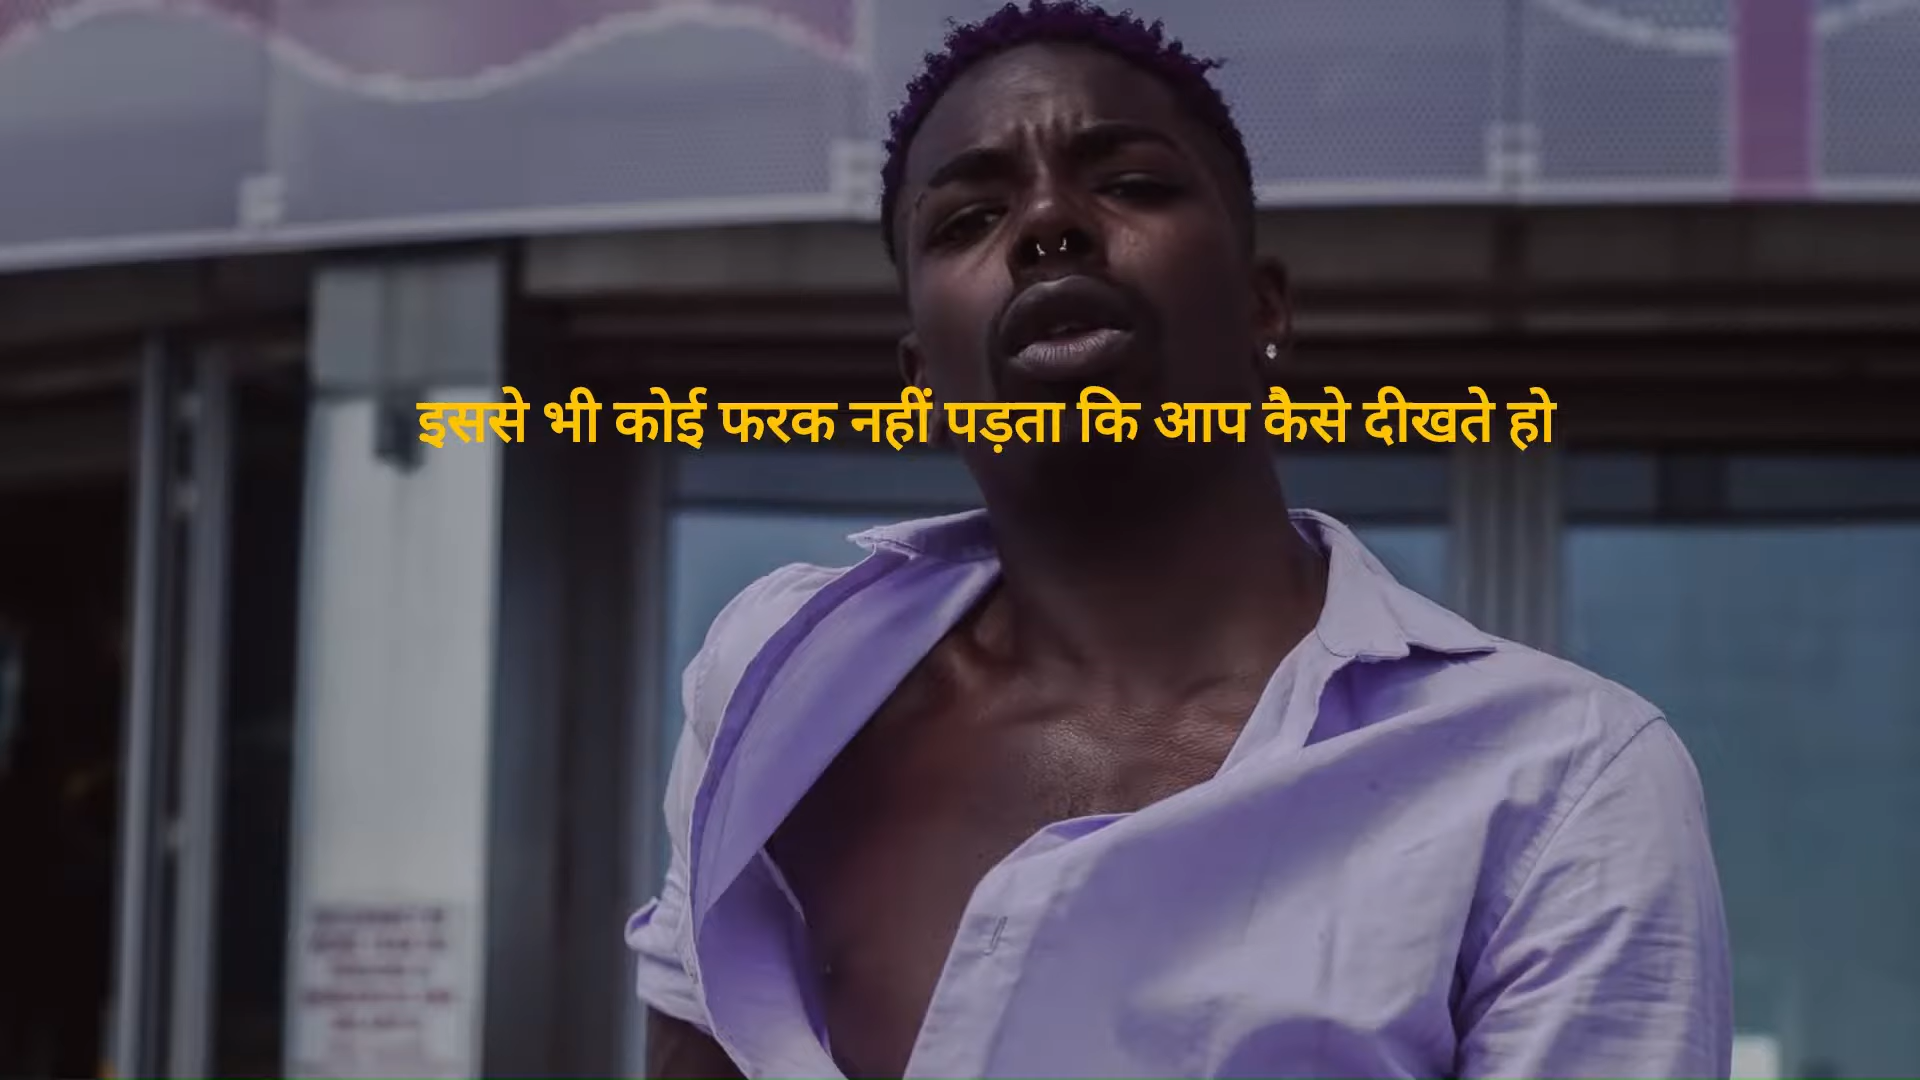 इससे भी कोई फरक नहीं पड़ता कि आप कैसे दीखते हो